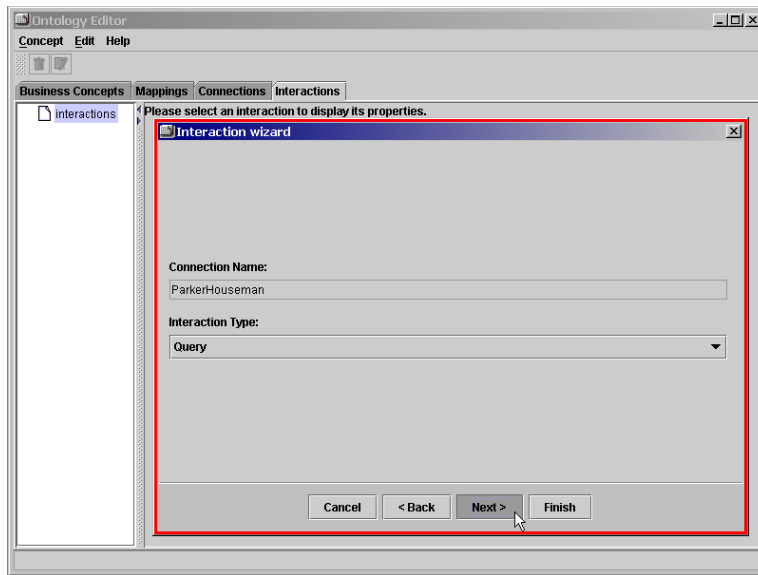 Ontology Editor
Concept Edit Help
Business Concepts Mappings Connections Interactions
interactions
Please select an interaction to display its properties.
Interaction wizard
Connection Name:
ParkerHouseman
Interaction Type:
Query
Cancel < Back Next > Finish